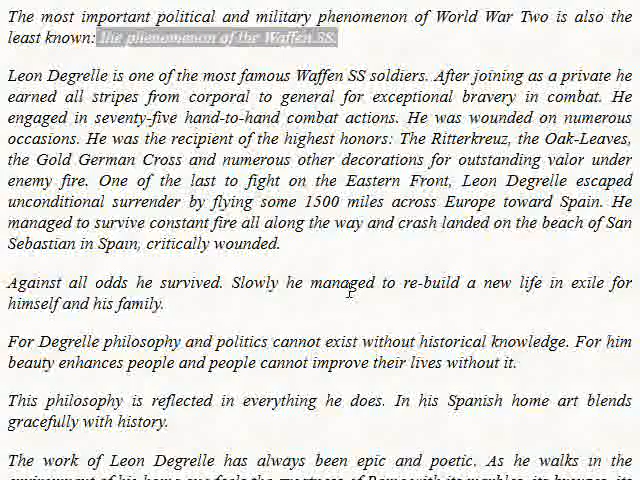 The most important political and military phenomenon of World War Two is also the
least known: the phenomenon of the Waffen SS.
Leon Degrelle is one of the most famous Waffen SS soldiers. After joining as a private he
earned all stripes from corporal to general for exceptional bravery in combat. He
engaged in seventy-five hand-to-hand combat actions. He was wounded on numerous
occasions. He was the recipient of the highest honors: The Ritterkreuz, the Oak-Leaves,
the Gold German Cross and numerous other decorations for outstanding valor under
enemy fire. One of the last to fight on the Eastern Front, Leon Degrelle escaped
unconditional surrender by flying some 1500 miles across Europe toward Spain. He
managed to survive constant fire all along the way and crash landed on the beach of San
Sebastian in Spain, critically wounded.
Against all odds he survived. Slowly he managed to re-build a new life in exile for
himself and his family.
For Degrelle philosophy and politics cannot exist without historical knowledge. For him
beauty enhances people and people cannot improve their lives without it.
This philosophy is reflected in everything he does. In his Spanish home art blends
gracefully with history.
The work of Leon Degrelle has always been epic and poetic. As he walks in the